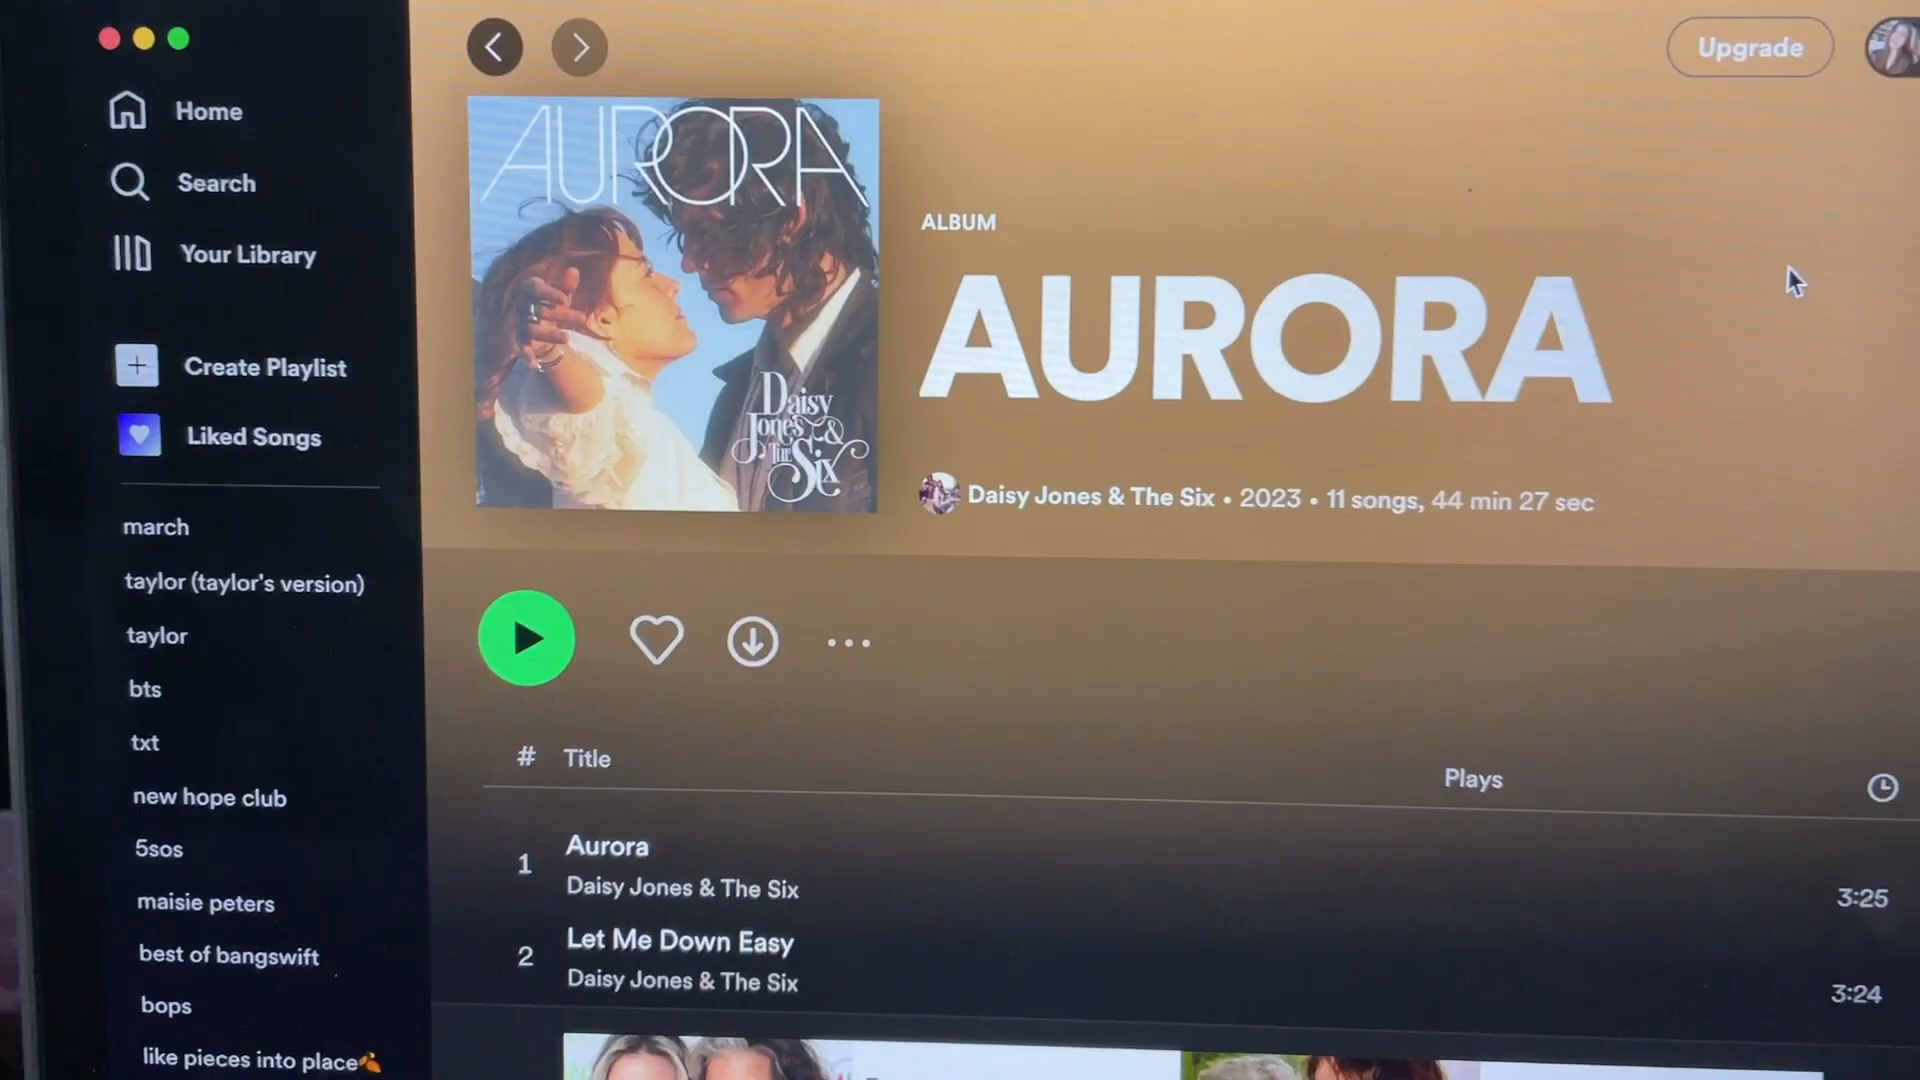 Home
Search
Your Library
Create Playlist
Liked Songs
march
taylor (taylor's version)
taylor
bts
txt
new hope club
5sos
maisie peters
best of bangswift
bops
like pieces into place🍂
Upgrade
AURORA
Daisy
Jones &
The Six
ALBUM
AURORA
Daisy Jones & The Six • 2023 • 11 songs, 44 min 27 sec
# Title Plays
1 Aurora 3:25
Daisy Jones & The Six
2 Let Me Down Easy 3:24
Daisy Jones & The Six